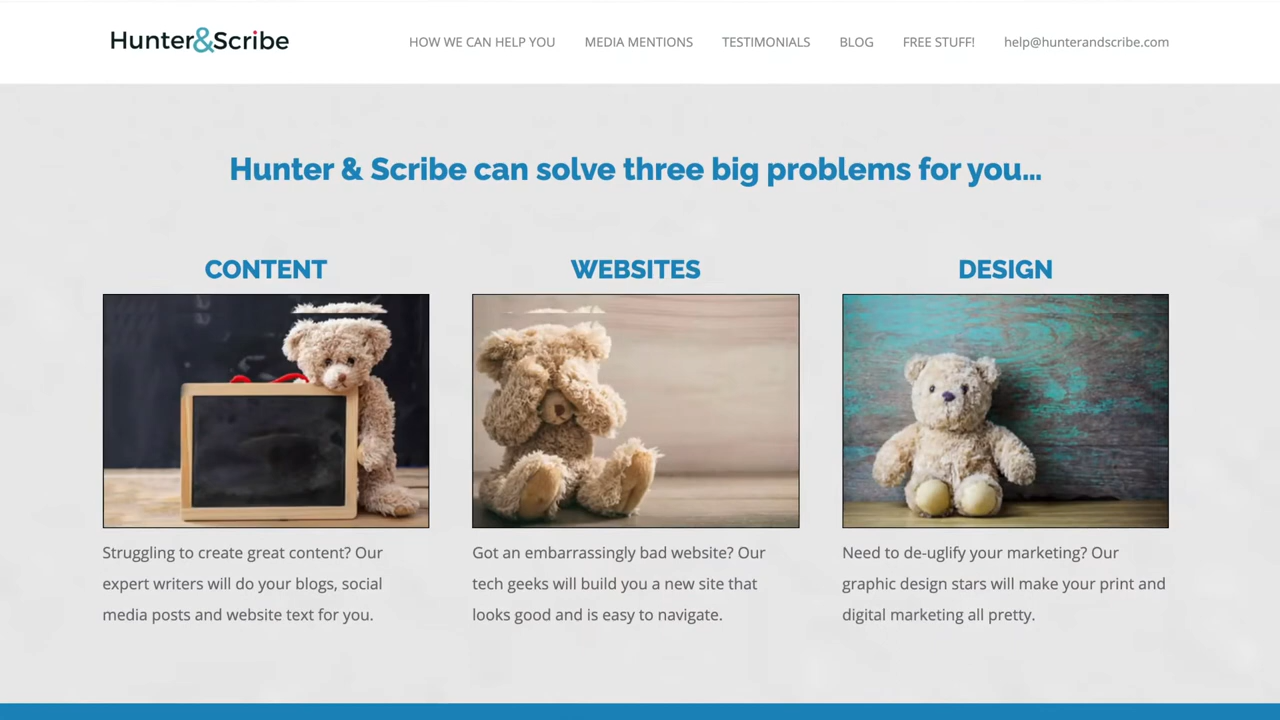 Hunter&Scribe
HOW WE CAN HELP YOU MEDIA MENTIONS TESTIMONIALS BLOG FREE STUFF! help@hunterandscribe.com
Hunter & Scribe can solve three big problems for you...
CONTENT
Struggling to create great content? Our
expert writers will do your blogs, social
media posts and website text for you.
WEBSITES
Got an embarrassingly bad website? Our
tech geeks will build you a new site that
looks good and is easy to navigate.
DESIGN
Need to de-uglify your marketing? Our
graphic design stars will make your print and
digital marketing all pretty.